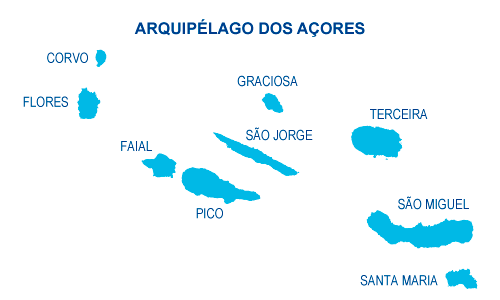 ARQUIPÉLAGO DOS AÇORES
CORVO
FLORES
GRACIOSA
TERCEIRA
SÃO JORGE
FAIAL
PICO
SÃO MIGUEL
SANTA MARIA